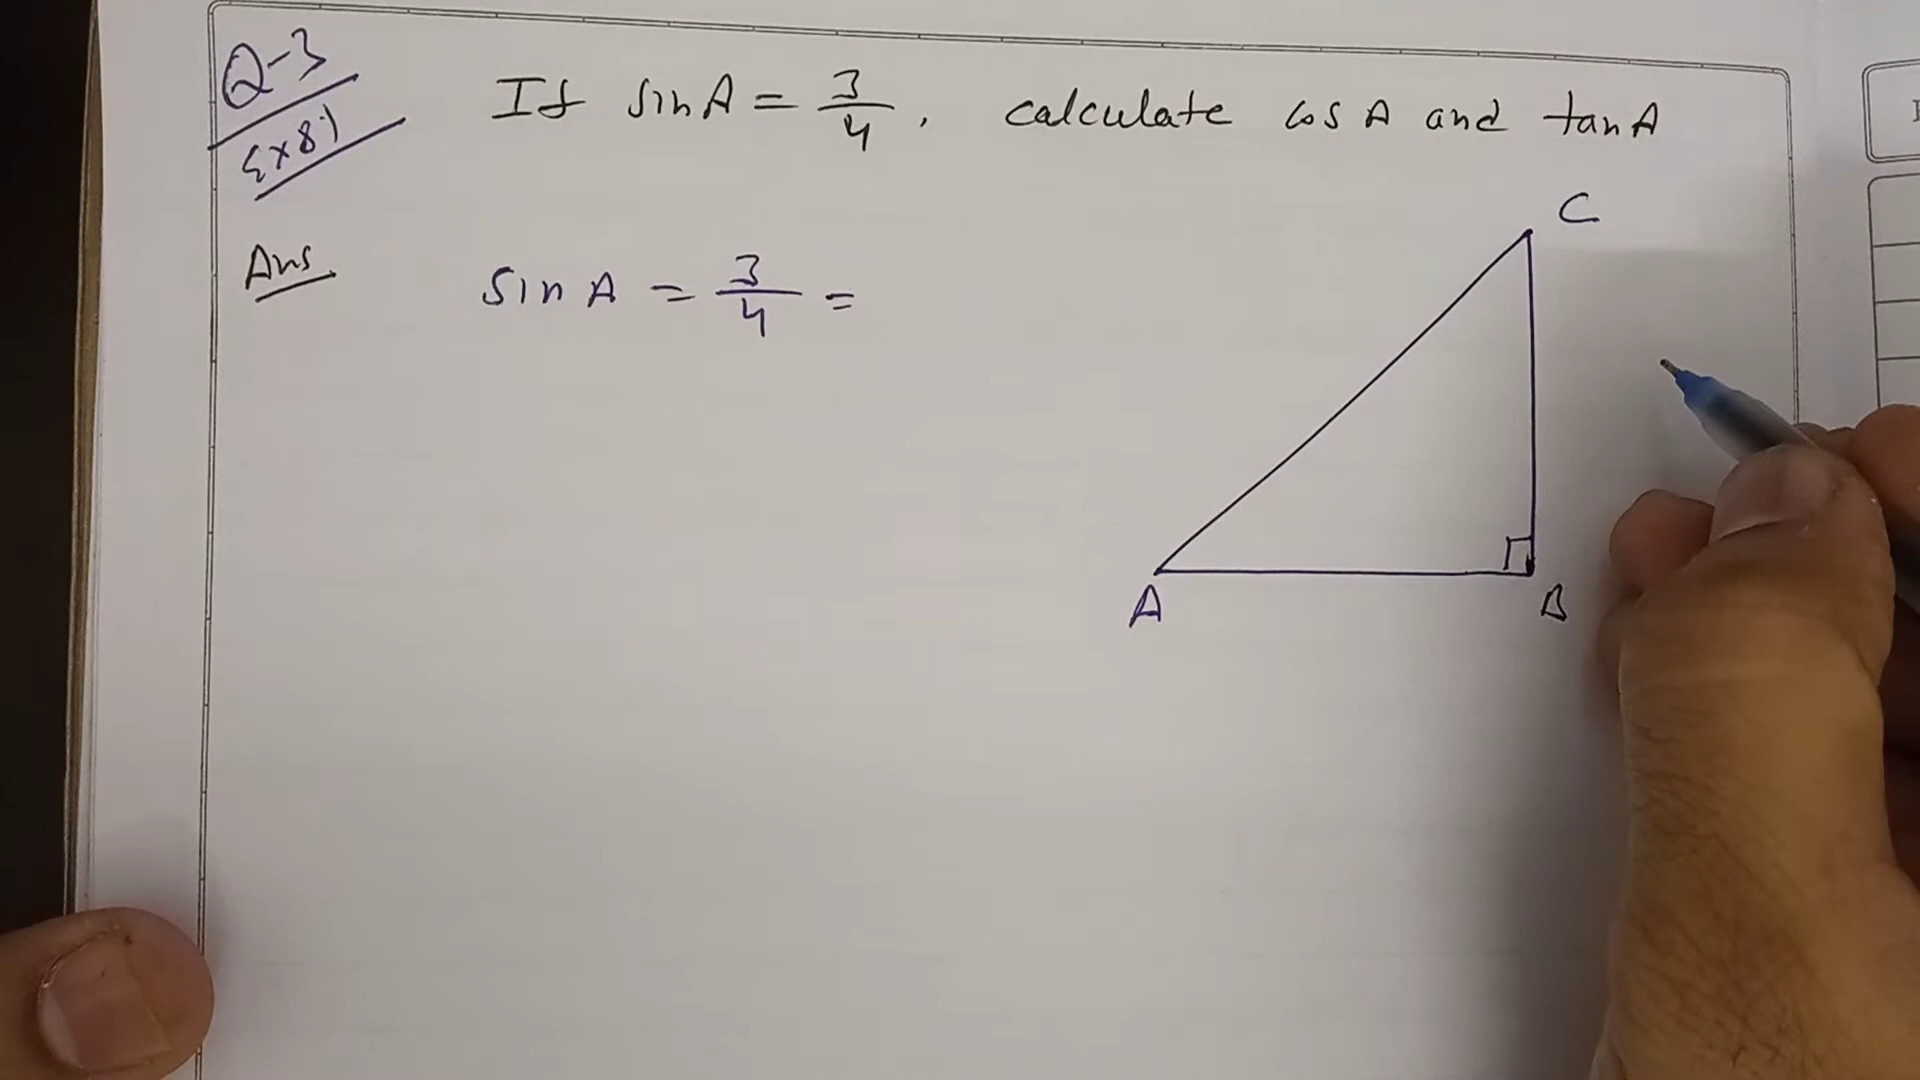 Q-3
Ex 8.1
If sin A = 3/4, calculate cos A and tan A
Ans
sin A = 3/4 =
C
A
B